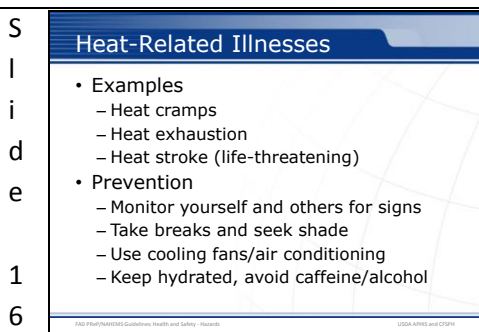 Slide 16
Heat-Related Illnesses
• Examples
– Heat cramps
– Heat exhaustion
– Heat stroke (life-threatening)
• Prevention
– Monitor yourself and others for signs
– Take breaks and seek shade
– Use cooling fans/air conditioning
– Keep hydrated, avoid caffeine/alcohol
FAD PReP/NAHEMS Guidelines: Health and Safety - Hazards
USDA APHIS and CFSPH